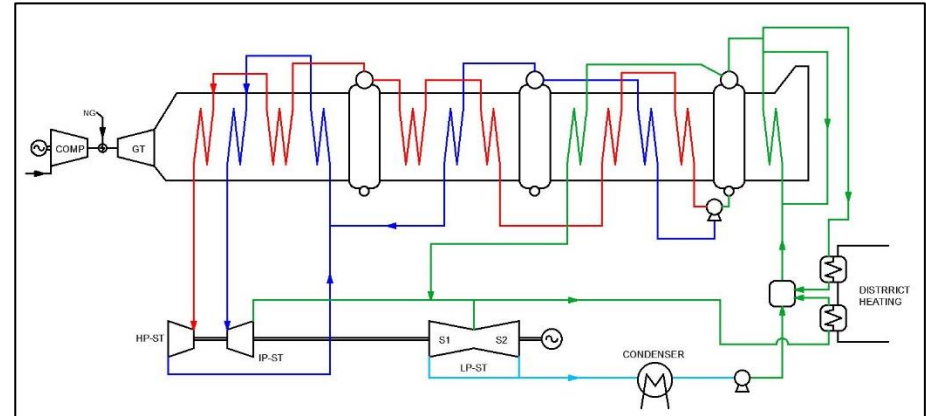 NG
COMP
GT
DISTRRICT
HEATING
HP-ST
IP-ST
S1
S2
LP-ST
CONDENSER